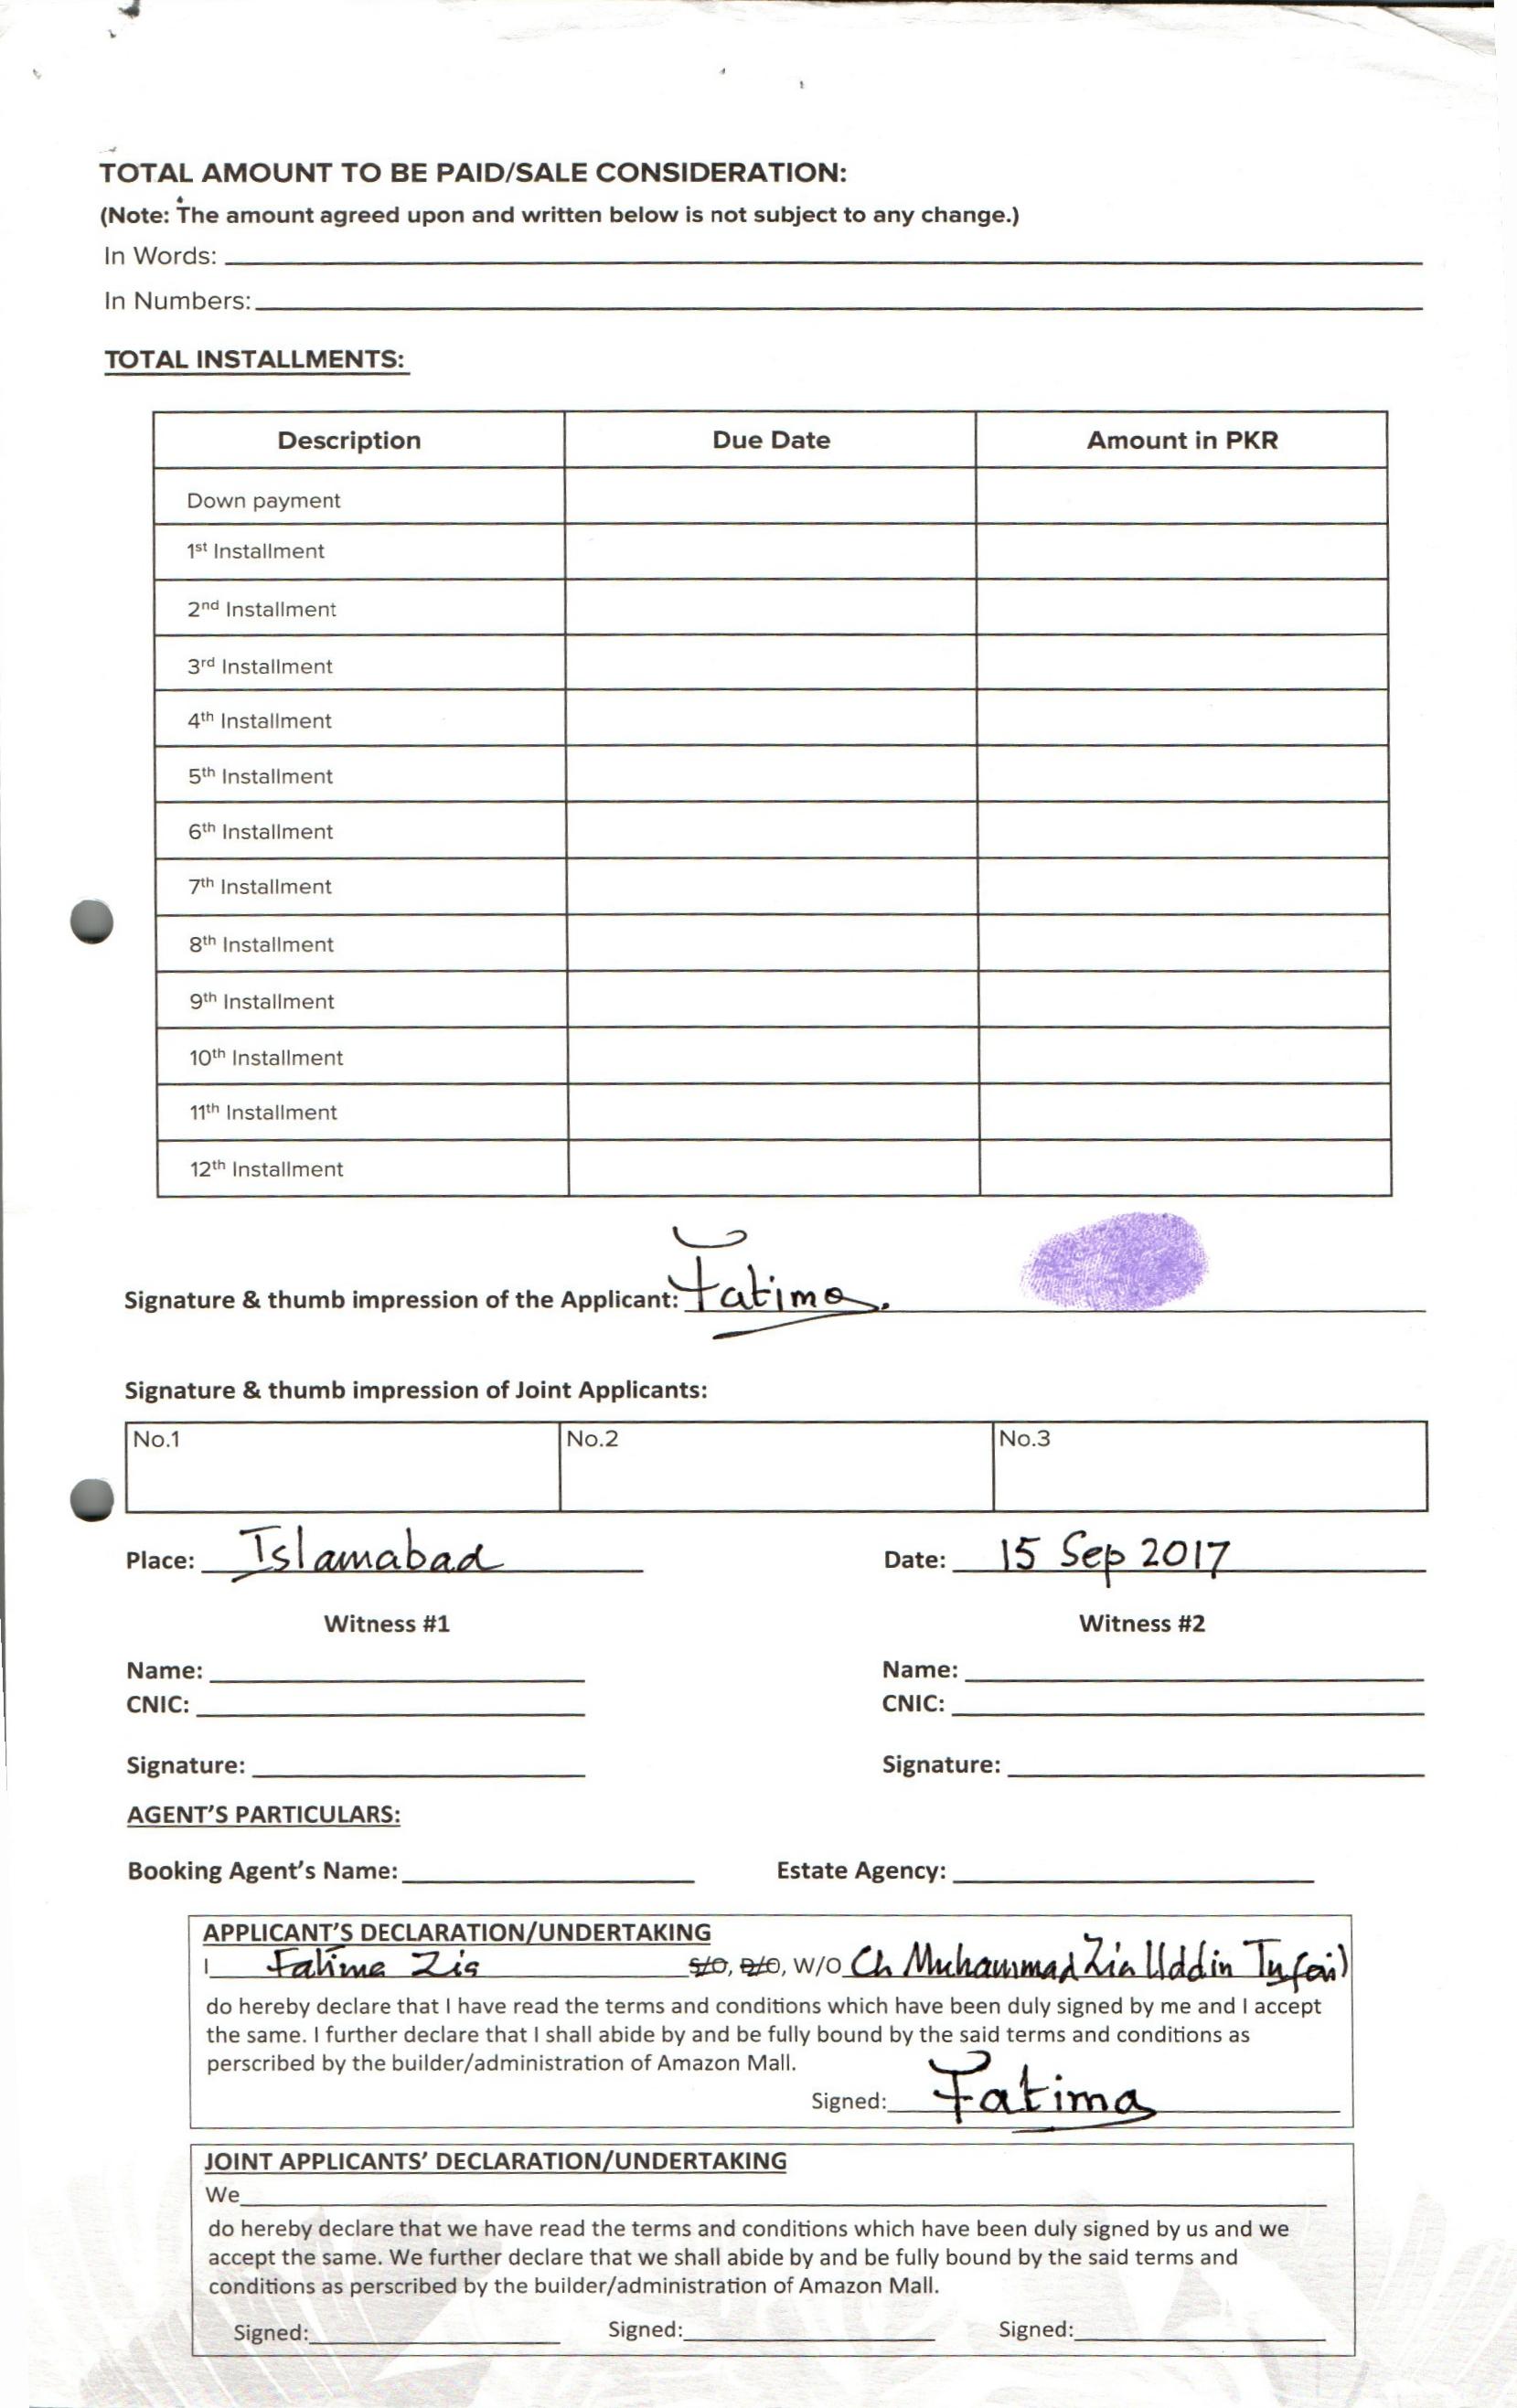 TOTAL AMOUNT TO BE PAID/SALE CONSIDERATION:
(Note: The amount agreed upon and written below is not subject to any change.)
In Words:
In Numbers:
TOTAL INSTALLMENTS:
Description Due Date Amount in PKR
Down payment
1st Installment
2nd Installment
3rd Installment
4th Installment
5th Installment
6th Installment
7th Installment
8th Installment
9th Installment
10th Installment
11th Installment
12th Installment
Signature & thumb impression of the Applicant: Fatima.
Signature & thumb impression of Joint Applicants:
No.1 No.2 No.3
Place: Islamabad Date: 15 Sep 2017
Witness #1 Witness #2
Name: Name:
CNIC: CNIC:
Signature: Signature:
AGENT'S PARTICULARS:
Booking Agent's Name: Estate Agency:
APPLICANT'S DECLARATION/UNDERTAKING
I Fatima Zia S/O, D/O, W/O Ch Muhammad Zia Uddin Tufail
do hereby declare that I have read the terms and conditions which have been duly signed by me and I accept
the same. I further declare that I shall abide by and be fully bound by the said terms and conditions as
perscribed by the builder/administration of Amazon Mall.
Signed: Fatima
JOINT APPLICANTS' DECLARATION/UNDERTAKING
We
do hereby declare that we have read the terms and conditions which have been duly signed by us and we
accept the same. We further declare that we shall abide by and be fully bound by the said terms and
conditions as perscribed by the builder/administration of Amazon Mall.
Signed: Signed: Signed: